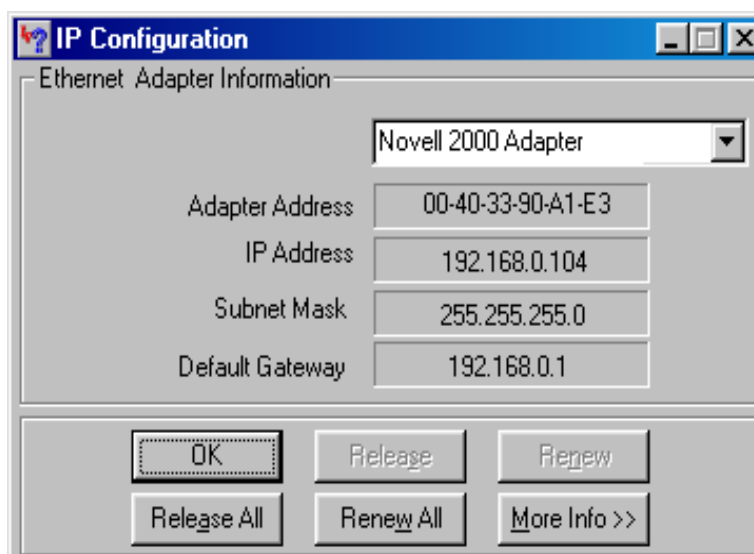 IP Configuration
Ethernet Adapter Information
Novell 2000 Adapter
Adapter Address 00-40-33-90-A1-E3
IP Address 192.168.0.104
Subnet Mask 255.255.255.0
Default Gateway 192.168.0.1
OK Release Renew
Release All Renew All More Info >>